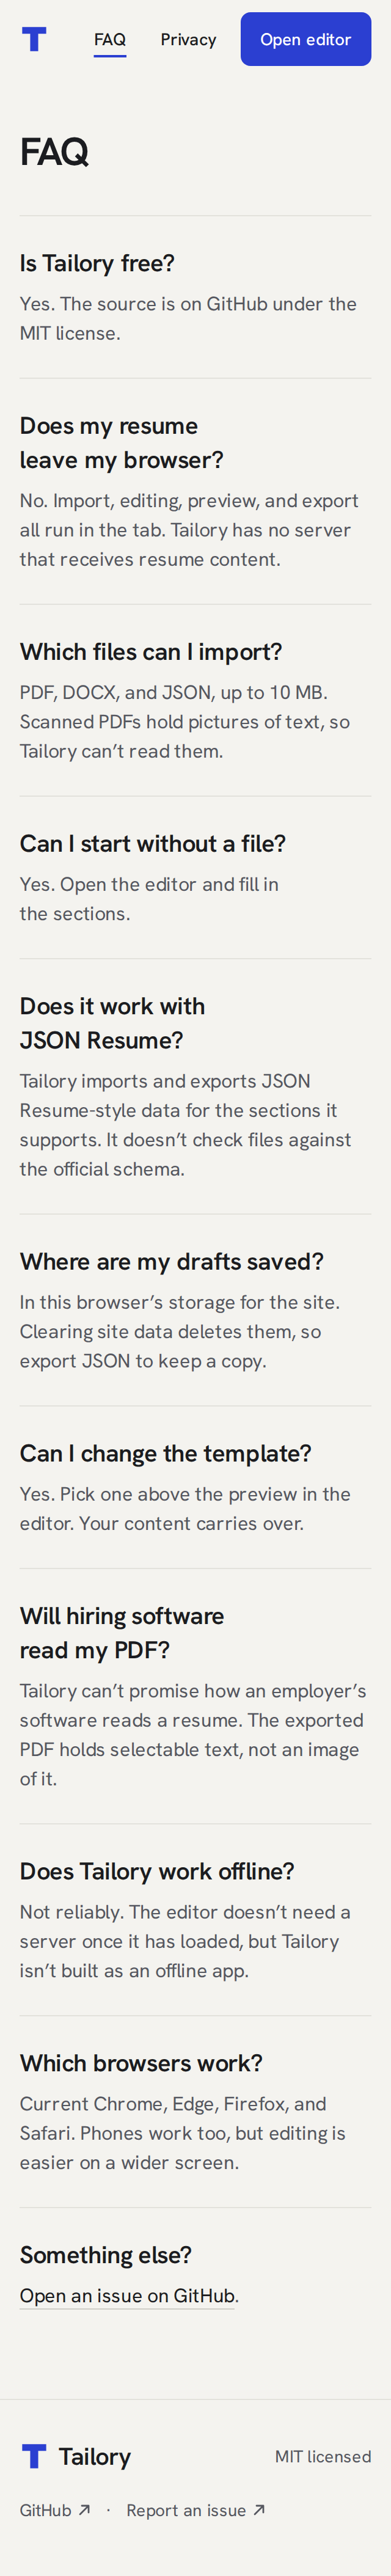 T FAQ Privacy Open editor
FAQ
Is Tailory free?
Yes. The source is on GitHub under the
MIT license.
Does my resume
leave my browser?
No. Import, editing, preview, and export
all run in the tab. Tailory has no server
that receives resume content.
Which files can I import?
PDF, DOCX, and JSON, up to 10 MB.
Scanned PDFs hold pictures of text, so
Tailory can’t read them.
Can I start without a file?
Yes. Open the editor and fill in
the sections.
Does it work with
JSON Resume?
Tailory imports and exports JSON
Resume-style data for the sections it
supports. It doesn’t check files against
the official schema.
Where are my drafts saved?
In this browser’s storage for the site.
Clearing site data deletes them, so
export JSON to keep a copy.
Can I change the template?
Yes. Pick one above the preview in the
editor. Your content carries over.
Will hiring software
read my PDF?
Tailory can’t promise how an employer’s
software reads a resume. The exported
PDF holds selectable text, not an image
of it.
Does Tailory work offline?
Not reliably. The editor doesn’t need a
server once it has loaded, but Tailory
isn’t built as an offline app.
Which browsers work?
Current Chrome, Edge, Firefox, and
Safari. Phones work too, but editing is
easier on a wider screen.
Something else?
Open an issue on GitHub.
T Tailory MIT licensed
GitHub ↗ · Report an issue ↗